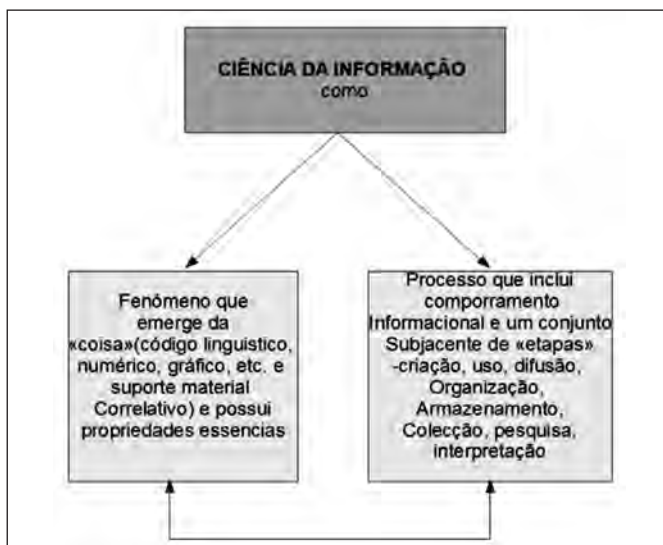 CIÊNCIA DA INFORMAÇÃO
como
Fenômeno que
emerge da
«coisa»(código linguistico,
numérico, gráfico, etc. e
suporte material
Correlativo) e possui
propriedades essencias
Processo que inclui
comporramento
Informacional e um conjunto
Subjacente de «etapas»
-criação, uso, difusão,
Organização,
Armazenamento,
Colecção, pesquisa,
interpretação